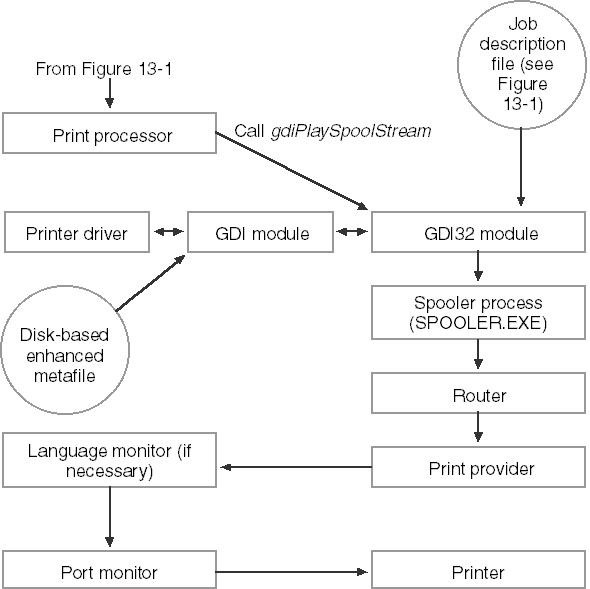 Job
description
file (see
Figure
13-1)
From Figure 13-1
Print processor
Call gdiPlaySpoolStream
Printer driver
GDI module
GDI32 module
Disk-based
enhanced
metafile
Spooler process
(SPOOLER.EXE)
Router
Language monitor (if
necessary)
Print provider
Port monitor
Printer